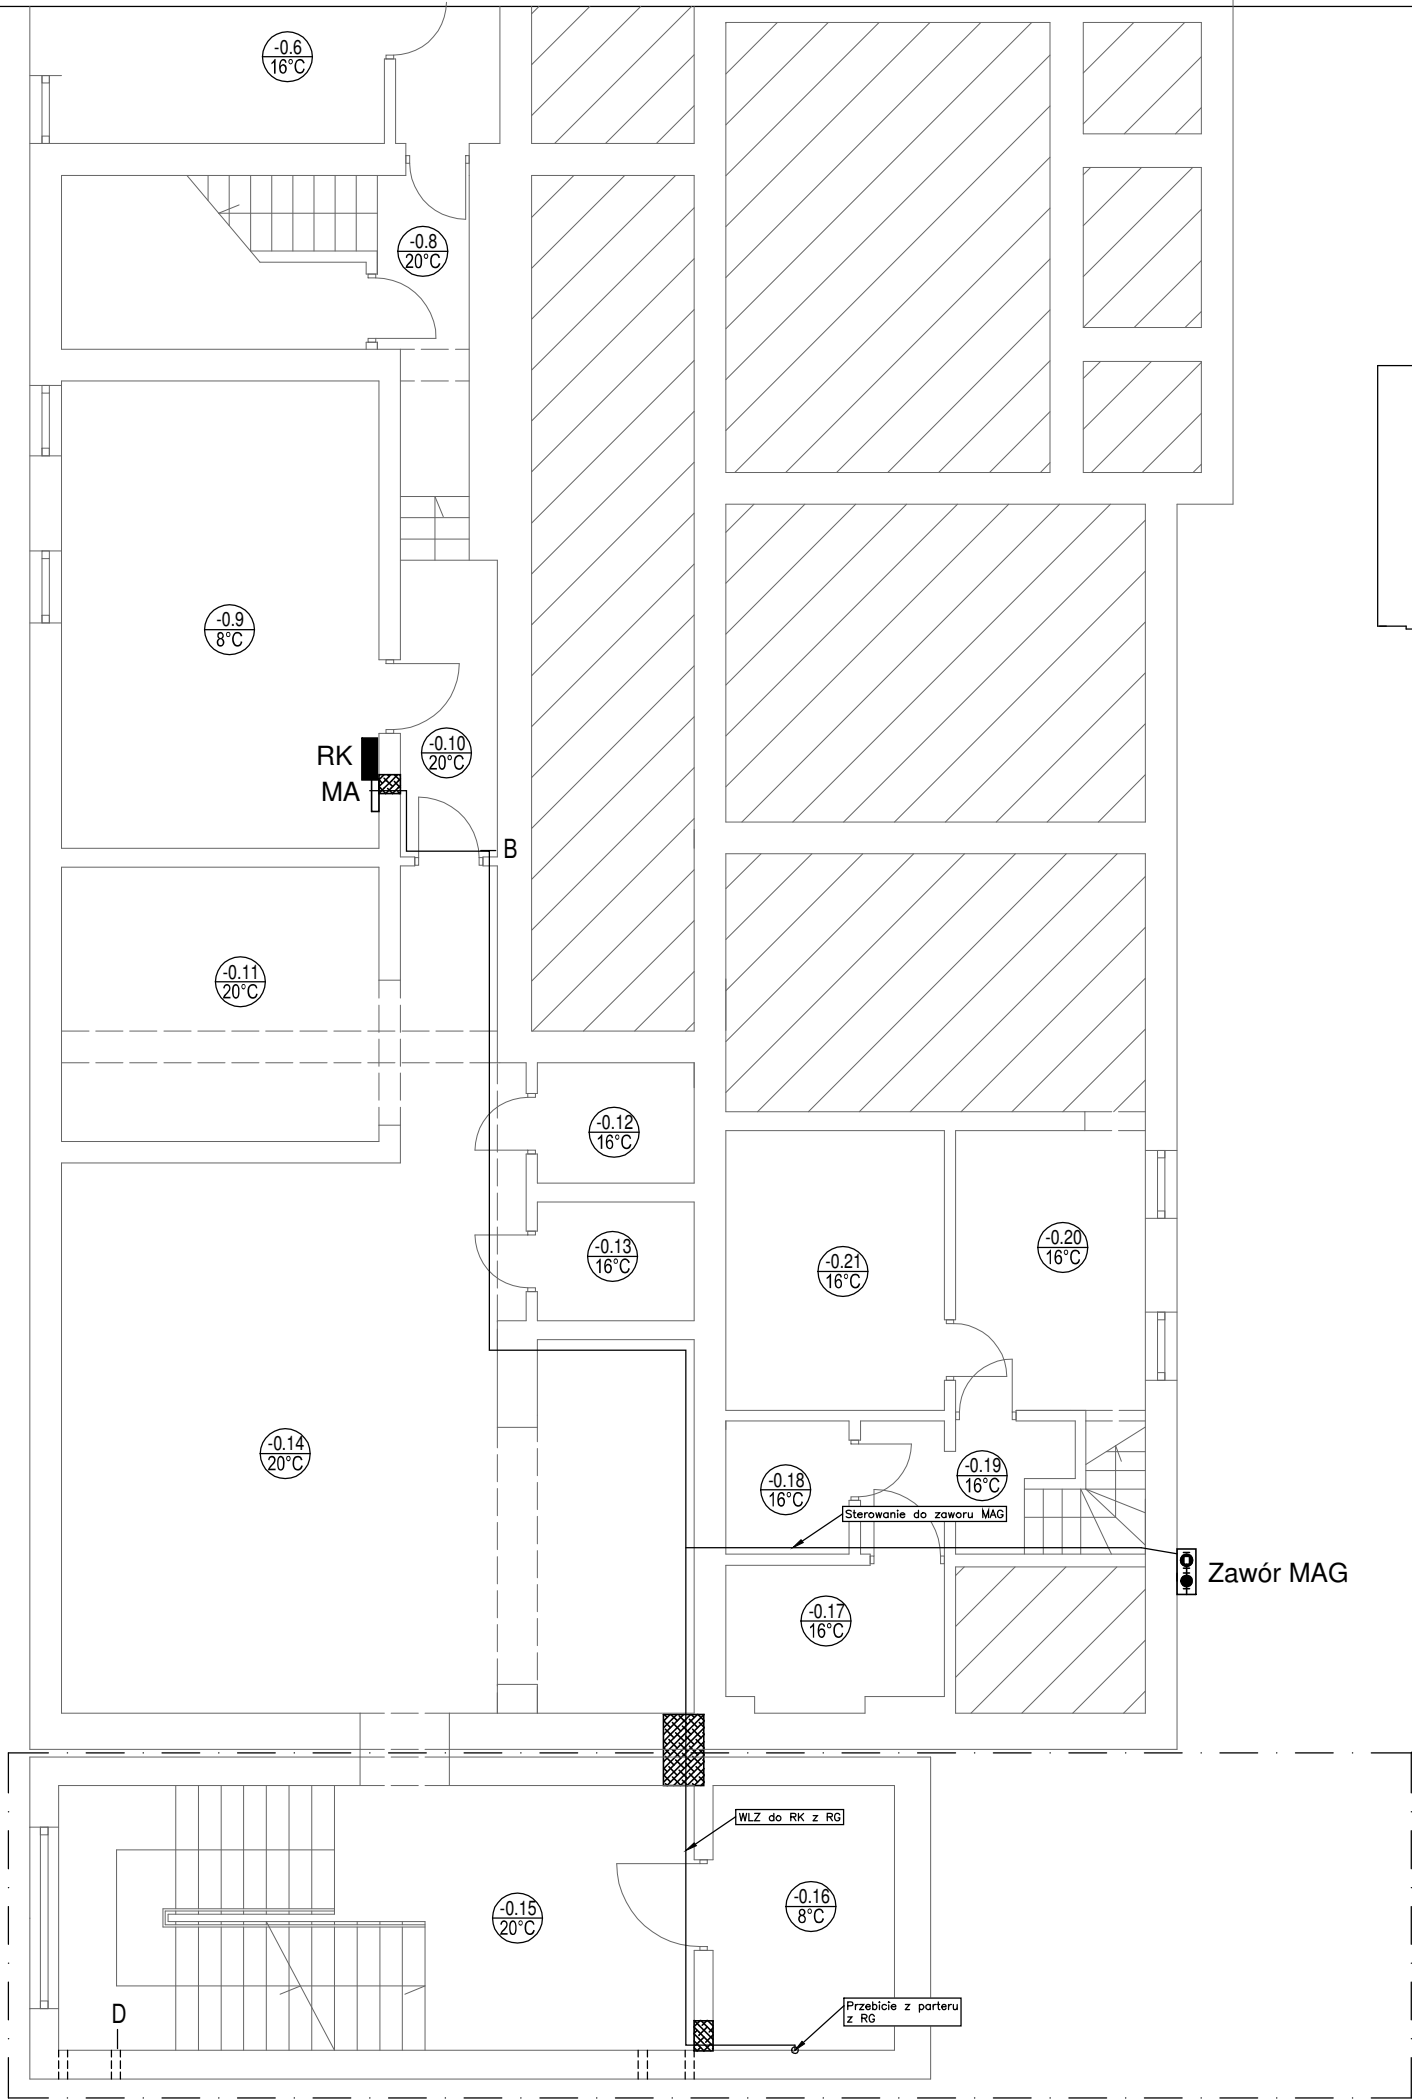 -0.6
16°C
-0.8
20°C
-0.9
8°C
RK
-0.10
20°C
MA
B
-0.11
20°C
-0.12
16°C
-0.13
16°C
-0.20
16°C
-0.21
16°C
-0.14
20°C
-0.19
16°C
-0.18
16°C
Sterowanie do zaworu MAG
Zawór MAG
-0.17
16°C
WLZ do RK z RG
-0.16
8°C
-0.15
20°C
D
Przebicie z parteru
z RG